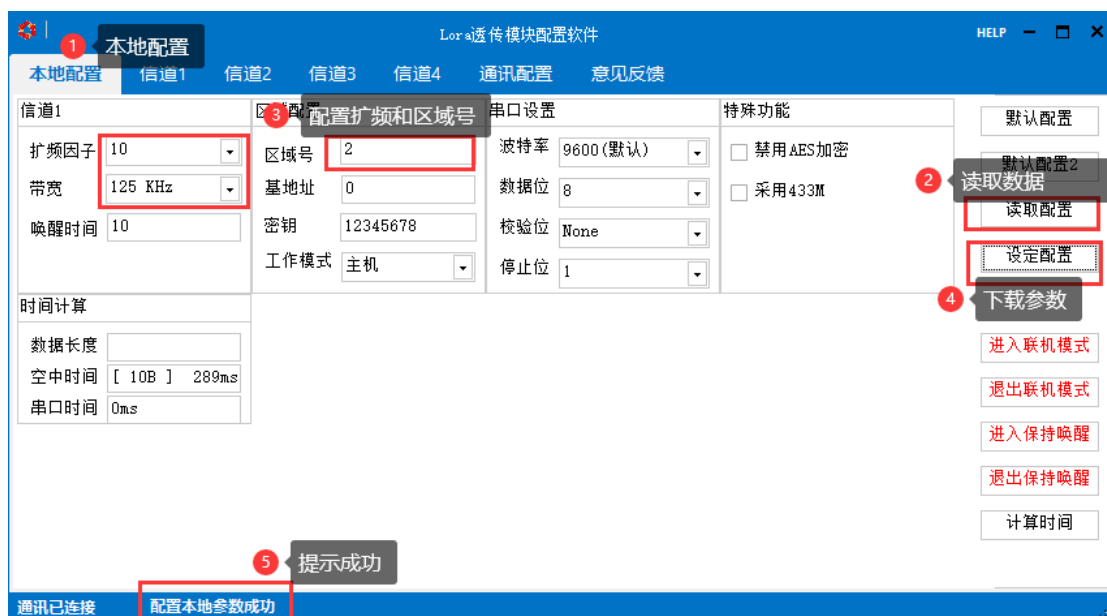 Lora透传模块配置软件
HELP
1 本地配置
本地配置 信道1 信道2 信道3 信道4 通讯配置 意见反馈
信道1
扩频因子 10
带宽 125 KHz
唤醒时间 10
3 配置扩频和区域号
区域号 2
基地址 0
密钥 12345678
工作模式 主机
串口设置
波特率 9600(默认)
数据位 8
校验位 None
停止位 1
特殊功能
禁用AES加密
采用433M
默认配置
默认配置2
2 读取数据
读取配置
设定配置
4 下载参数
进入联机模式
退出联机模式
进入保持唤醒
退出保持唤醒
计算时间
时间计算
数据长度
空中时间 [ 10B ] 289ms
串口时间 0ms
5 提示成功
通讯已连接 配置本地参数成功